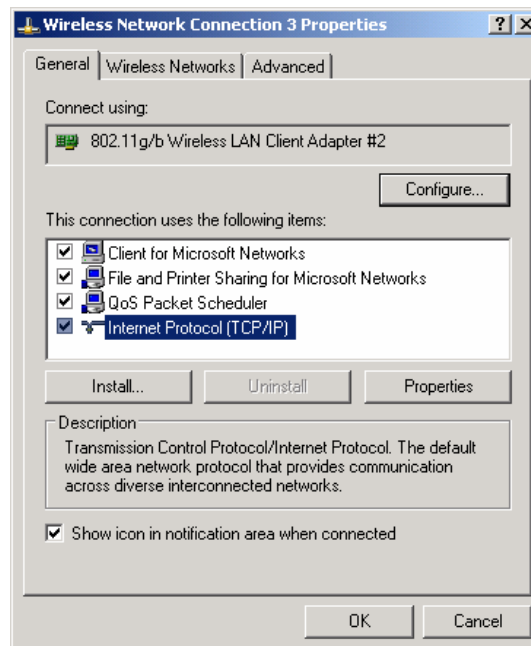 Wireless Network Connection 3 Properties
General
Wireless Networks
Advanced
Connect using:
802.11g/b Wireless LAN Client Adapter #2
Configure...
This connection uses the following items:
Client for Microsoft Networks
File and Printer Sharing for Microsoft Networks
QoS Packet Scheduler
Internet Protocol (TCP/IP)
Install...
Uninstall
Properties
Description
Transmission Control Protocol/Internet Protocol. The default
wide area network protocol that provides communication
across diverse interconnected networks.
Show icon in notification area when connected
OK
Cancel